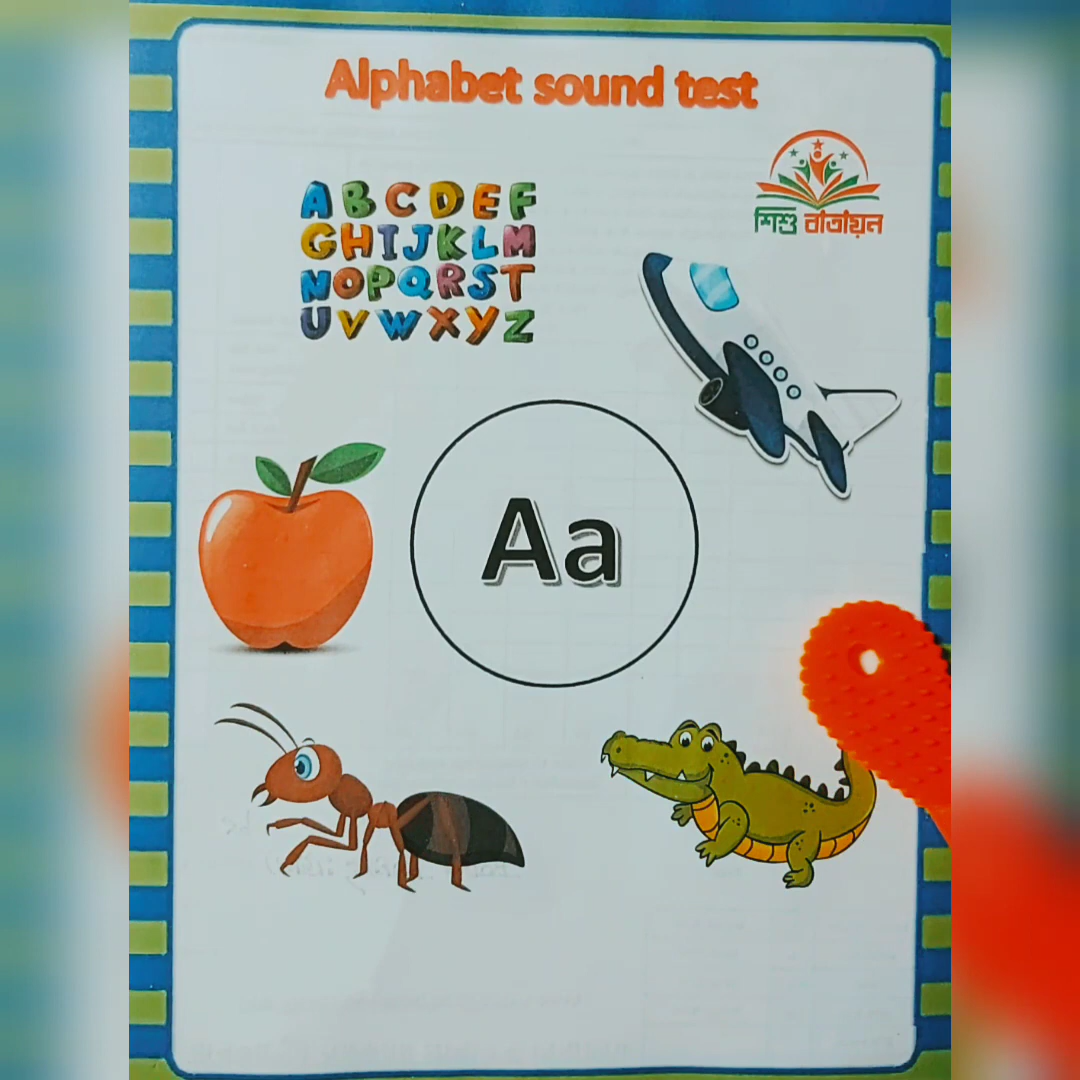 Alphabet sound test
শিশু বাতায়ন
ABCDEF
GHIJKLM
NOPQRST
UVWXYZ
Aa